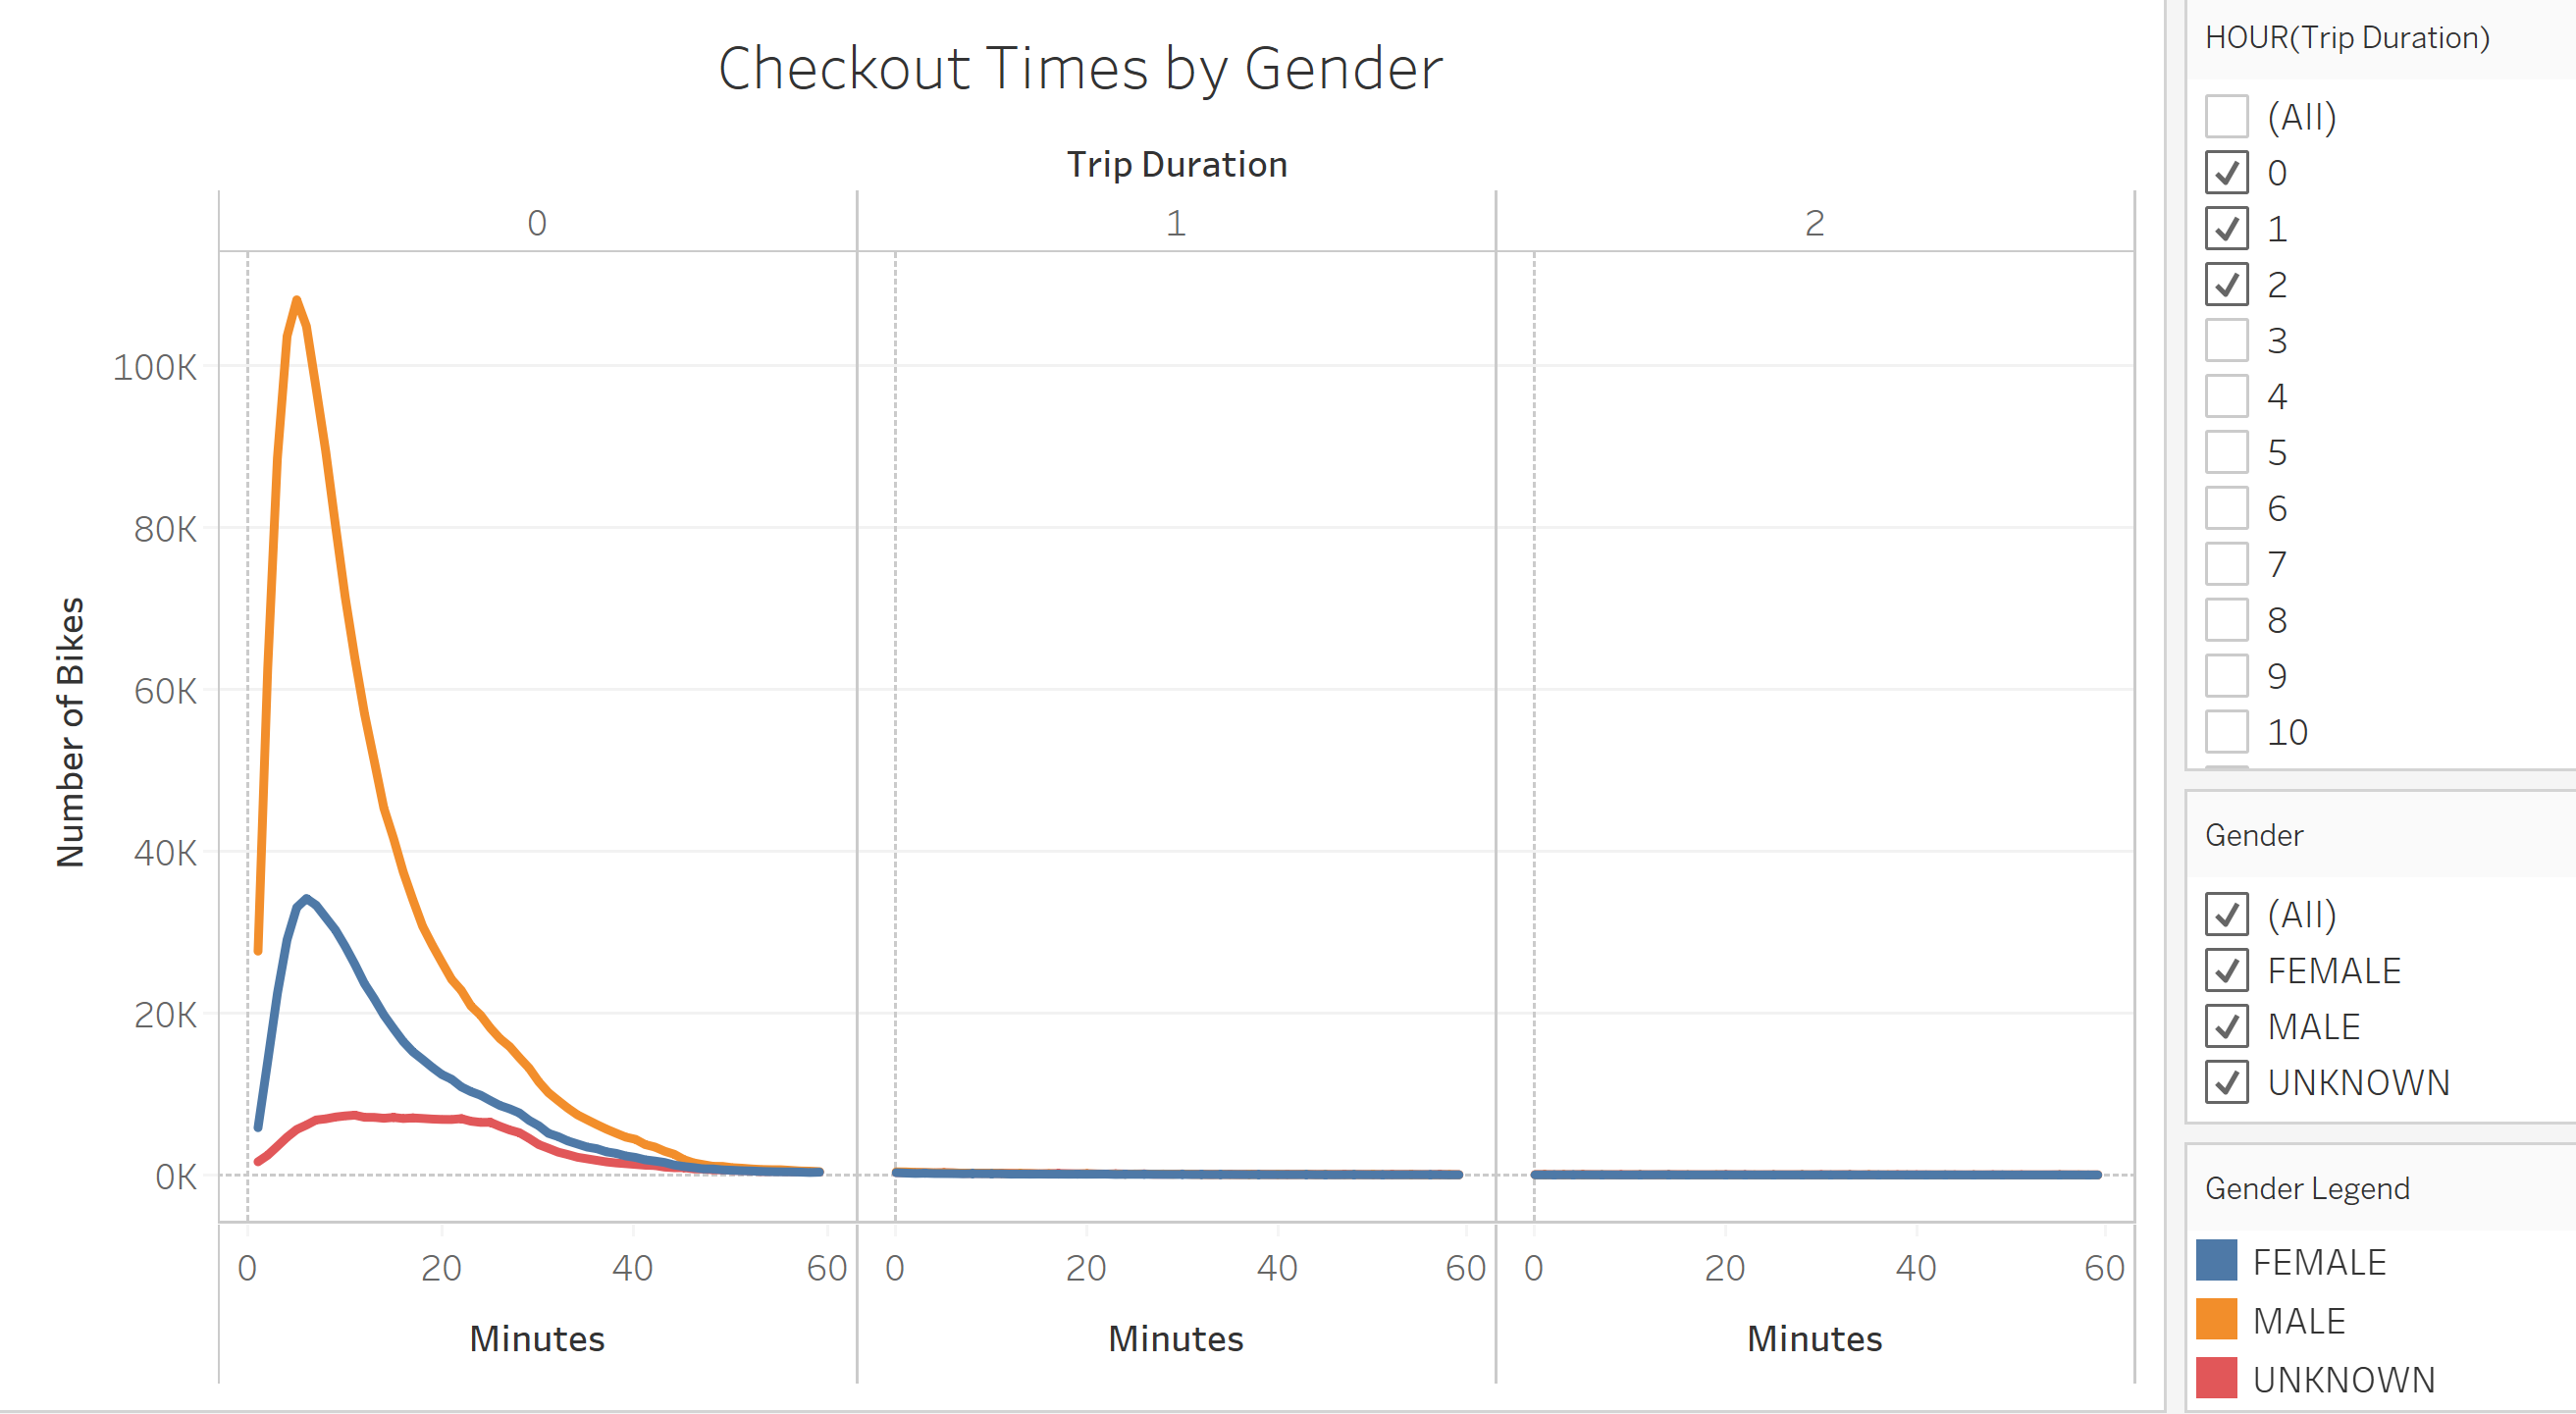 Checkout Times by Gender
Trip Duration
0 1 2
Number of Bikes
100K
80K
60K
40K
20K
0K
0 20 40 60 0 20 40 60 0 20 40 60
Minutes Minutes Minutes
HOUR(Trip Duration)
(All)
0
1
2
3
4
5
6
7
8
9
10
Gender
(All)
FEMALE
MALE
UNKNOWN
Gender Legend
FEMALE
MALE
UNKNOWN